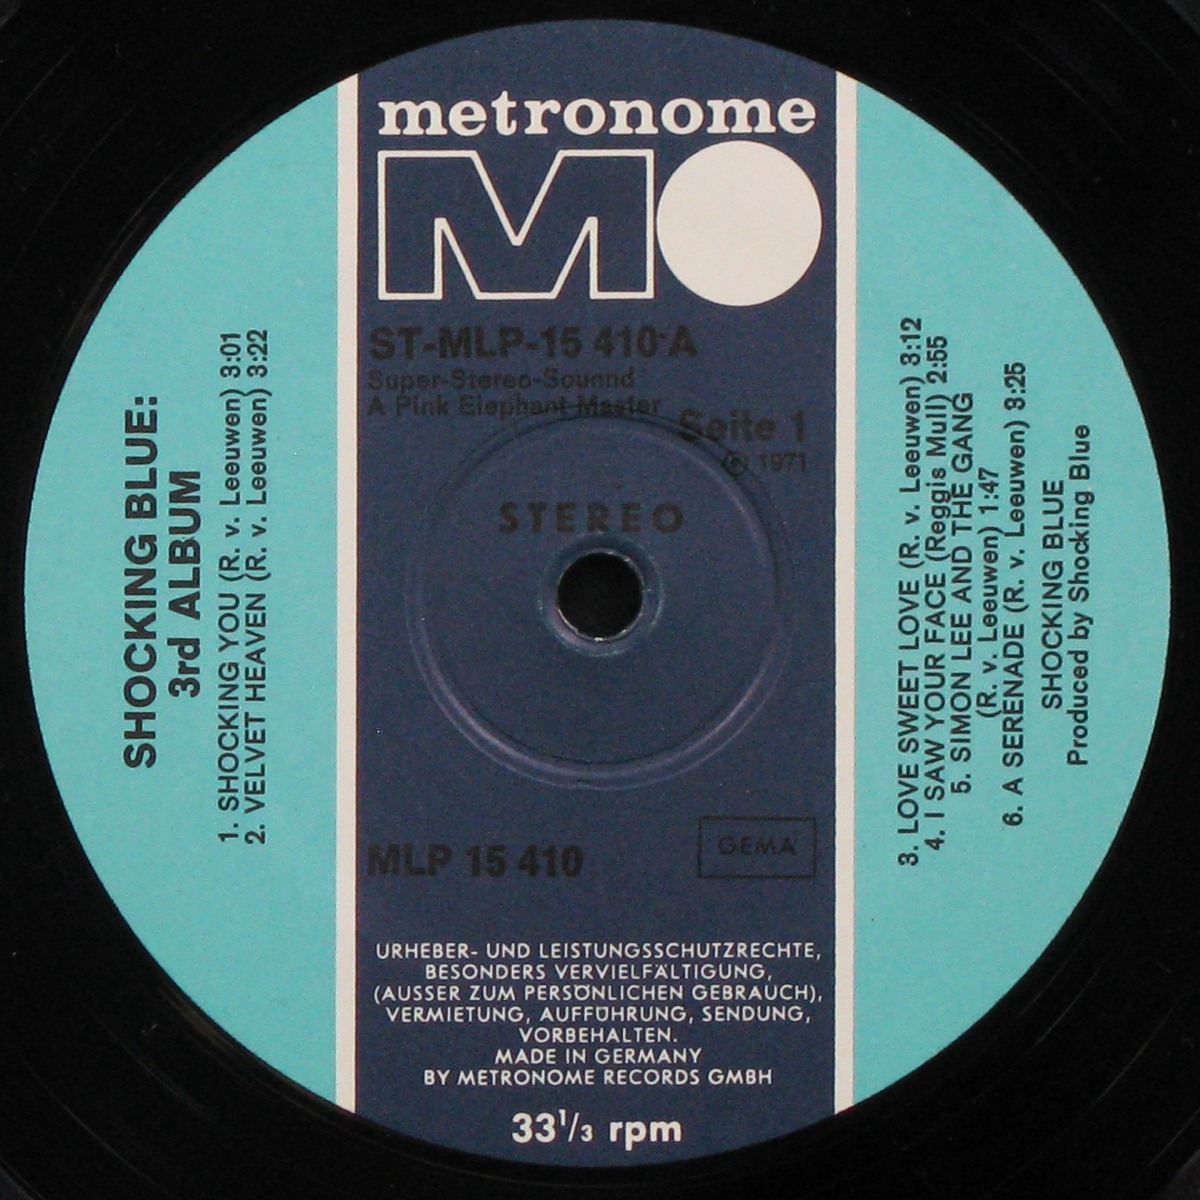 metronome
MO
ST-MLP-15 410-A
Super-Stereo-Sounnd
A Pink Elephant Master
Seite 1
℗ 1971
STEREO
SHOCKING BLUE:
3rd ALBUM
1. SHOCKING YOU (R. v. Leeuwen) 3:01
2. VELVET HEAVEN (R. v. Leeuwen) 3:22
3. LOVE SWEET LOVE (R. v. Leeuwen) 3:12
4. I SAW YOUR FACE (Reggis Mull) 2:55
5. SIMON LEE AND THE GANG
(R. v. Leeuwen) 1:47
6. A SERENADE (R. v. Leeuwen) 3:25
SHOCKING BLUE
Produced by Shocking Blue
MLP 15 410
GEMA
URHEBER- UND LEISTUNGSSCHUTZRECHTE,
BESONDERS VERVIELFÄLTIGUNG,
(AUSSER ZUM PERSÖNLICHEN GEBRAUCH),
VERMIETUNG, AUFFÜHRUNG, SENDUNG,
VORBEHALTEN.
MADE IN GERMANY
BY METRONOME RECORDS GMBH
33 1/3 rpm